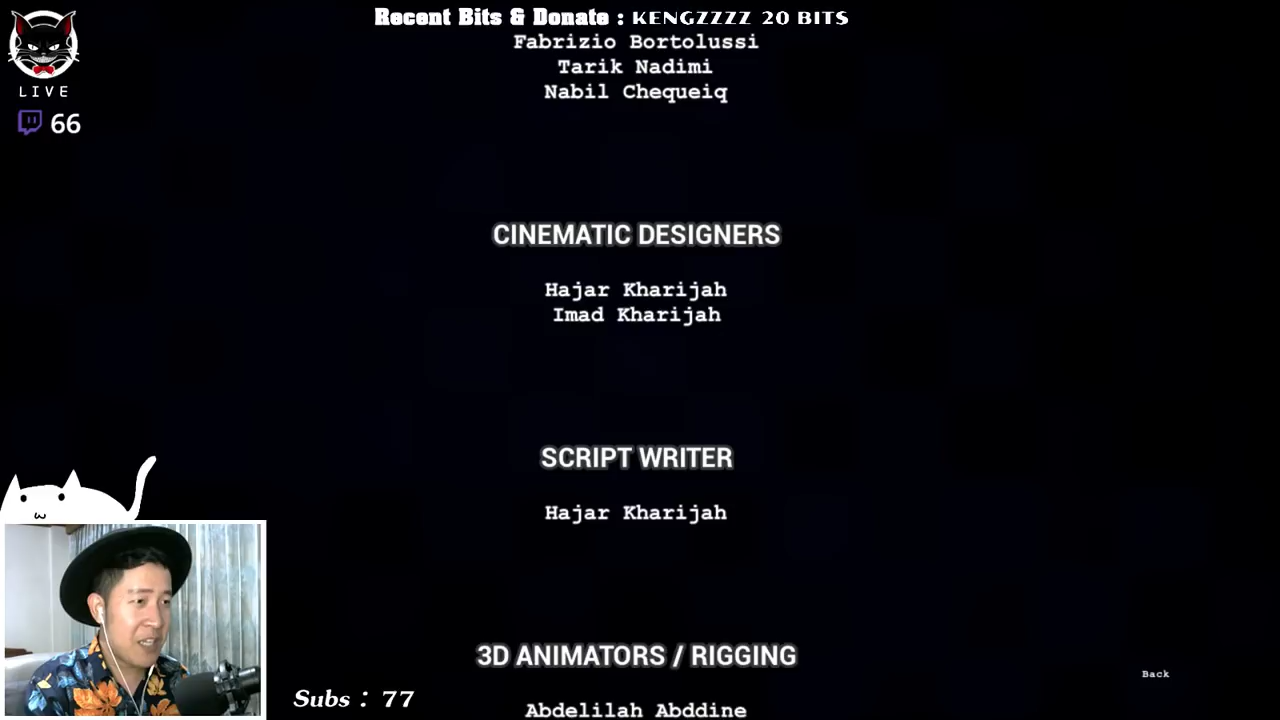 Recent Bits & Donate : KENGZZZZ 20 BITS
Fabrizio Bortolussi
Tarik Nadimi
Nabil Chequeiq
LIVE
66
CINEMATIC DESIGNERS
Hajar Kharijah
Imad Kharijah
SCRIPT WRITER
Hajar Kharijah
3D ANIMATORS / RIGGING
Back
Subs : 77
Abdelilah Abddine